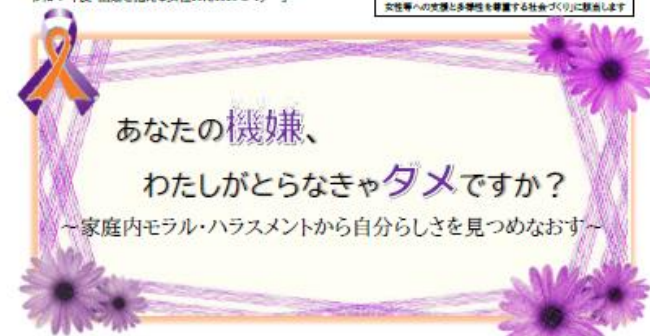 女性等への支援と多様性を尊重する社会づくり」に該当します
あなたの機嫌、
わたしがとらなきゃダメですか？
～家庭内モラル・ハラスメントから自分らしさを見つめなおす～